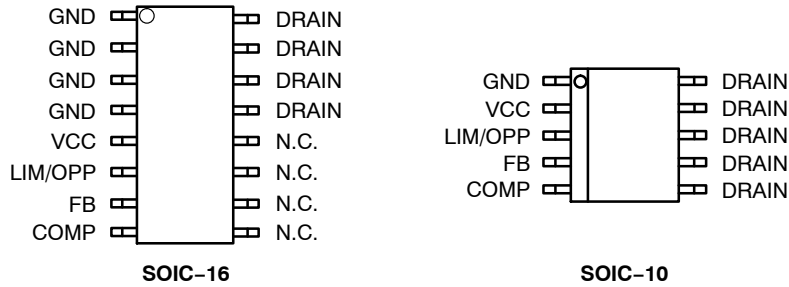 GND DRAIN
GND DRAIN
GND DRAIN
GND DRAIN
VCC N.C.
LIM/OPP N.C.
FB N.C.
COMP N.C.
SOIC−16
GND DRAIN
VCC DRAIN
LIM/OPP DRAIN
FB DRAIN
COMP DRAIN
SOIC−10